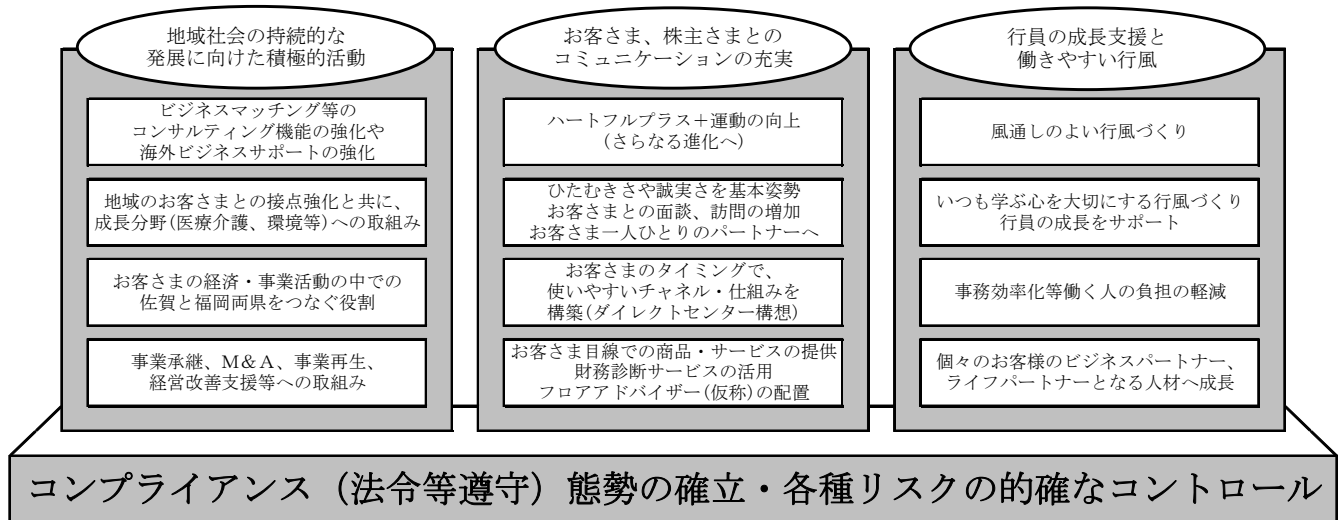 地域社会の持続的な
発展に向けた積極的活動
ビジネスマッチング等の
コンサルティング機能の強化や
海外ビジネスサポートの強化
地域のお客さまとの接点強化と共に、
成長分野(医療介護、環境等)への取組み
お客さまの経済・事業活動の中での
佐賀と福岡両県をつなぐ役割
事業承継、M&A、事業再生、
経営改善支援等への取組み
お客さま、株主さまとの
コミュニケーションの充実
ハートフルプラス+運動の向上
(さらなる進化へ)
ひたむきさや誠実さを基本姿勢
お客さまとの面談、訪問の増加
お客さま一人ひとりのパートナーへ
お客さまのタイミングで、
使いやすいチャネル・仕組みを
構築(ダイレクトセンター構想)
お客さま目線での商品・サービスの提供
財務診断サービスの活用
フロアアドバイザー(仮称)の配置
行員の成長支援と
働きやすい行風
風通しのよい行風づくり
いつも学ぶ心を大切にする行風づくり
行員の成長をサポート
事務効率化等働く人の負担の軽減
個々のお客様のビジネスパートナー、
ライフパートナーとなる人材へ成長
コンプライアンス（法令等遵守）態勢の確立・各種リスクの的確なコントロール